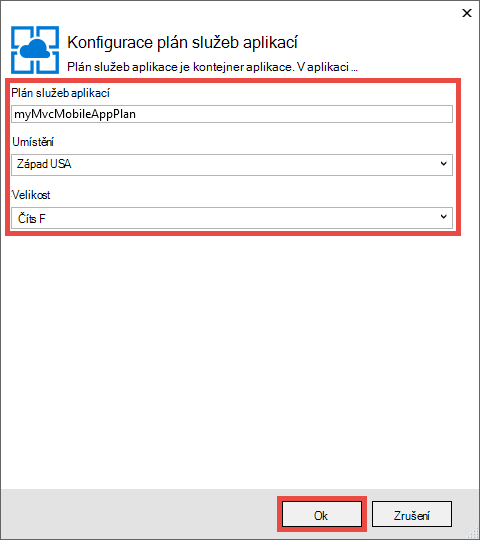 Konfigurace plán služeb aplikací
Plán služeb aplikace je kontejner aplikace. V aplikaci ...
Plán služeb aplikací
myMvcMobileAppPlan
Umístění
Západ USA
Velikost
Číts F
Ok
Zrušení